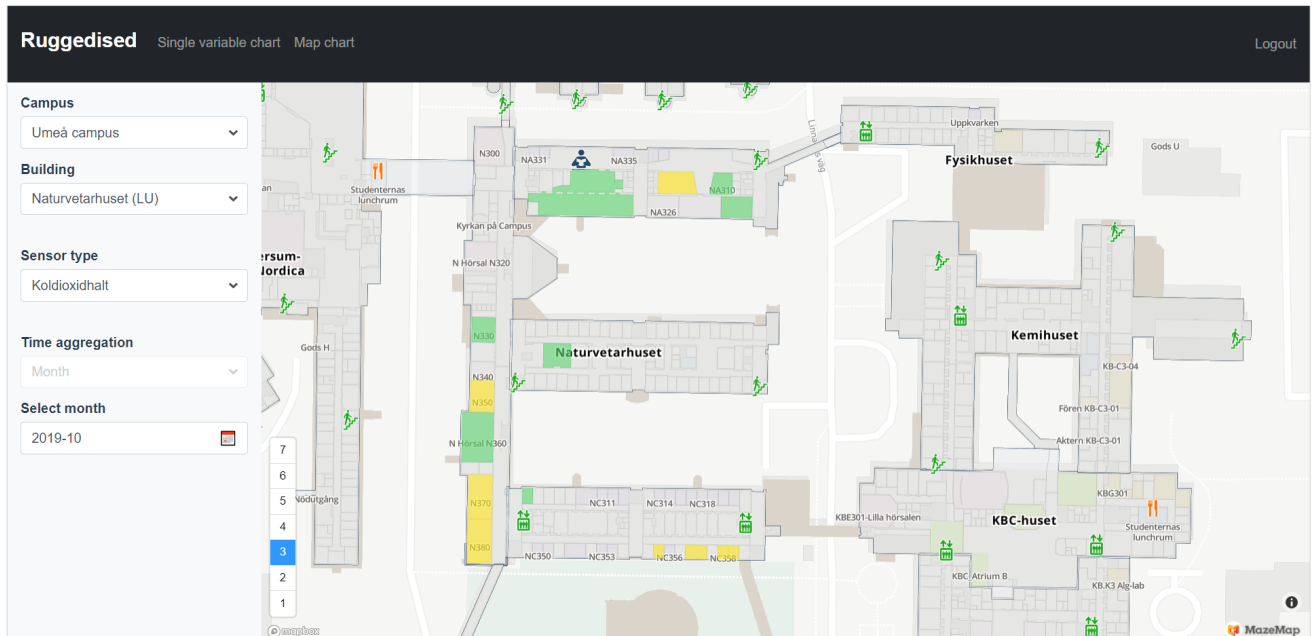 Ruggedised
Single variable chart
Map chart
Logout
Campus
Umeå campus
Building
Naturvetarhuset (LU)
Sensor type
Koldioxidhalt
Time aggregation
Month
Select month
2019-10
7
6
5
4
3
2
1
Studenternas
lunchrum
ersum-
Nordica
Gods H
Nödutgång
N300
NA331
NA335
NA310
NA326
Kyrkan på Campus
N Hörsal N320
N330
N340
N350
N Hörsal N360
N370
N380
Naturvetarhuset
NC311
NC314
NC318
NC350
NC353
NC356
NC358
Uppkvarken
Fysikhuset
Gods U
Kemihuset
KB-C3-04
Fören KB-C3-01
Aktern KB-C3-01
KBG301
KBE301-Lilla hörsalen
KBC-huset
Studenternas
lunchrum
KBC Atrium B
KB.K3 Alg-lab
mapbox
MazeMap